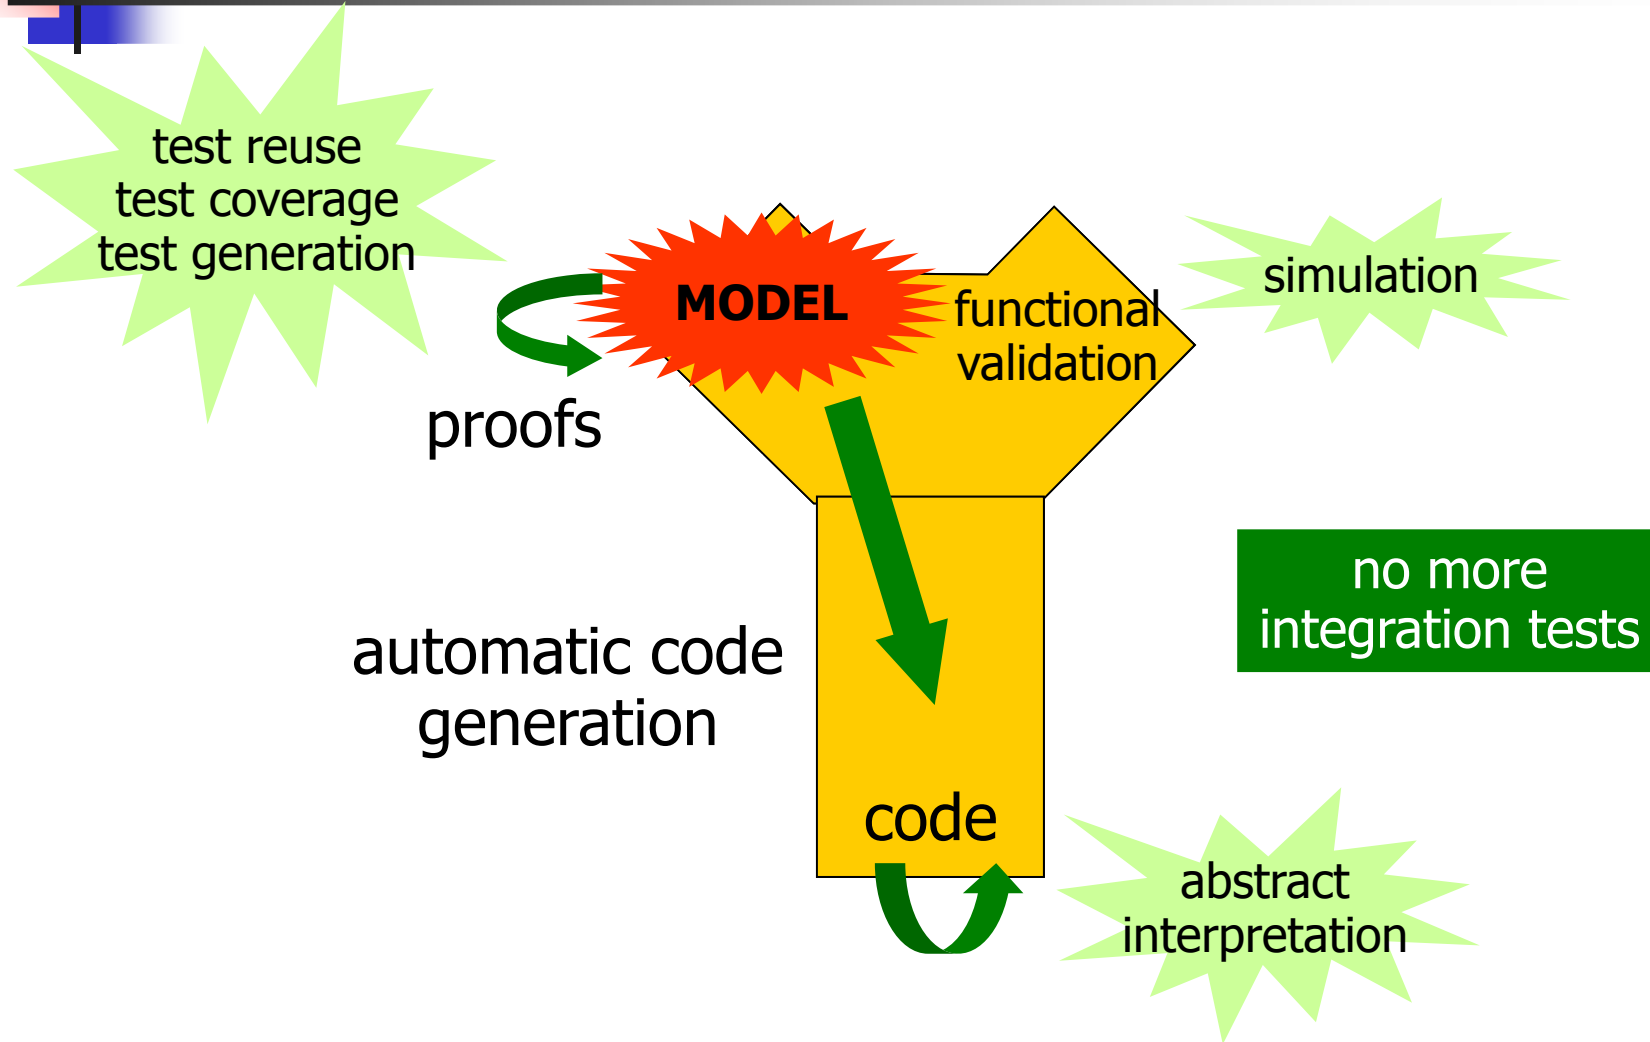 test reuse
test coverage
test generation
MODEL
functional
validation
simulation
proofs
no more
integration tests
automatic code
generation
code
abstract
interpretation